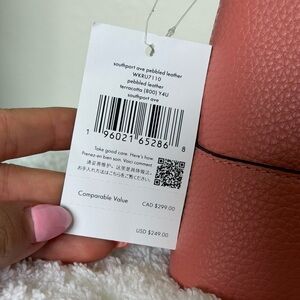 southport ave pebbled leather
WKRU7110
pebbled leather
terracotta (800) Y4U
southport ave
1 96021 65286 8
Take good care. Here's how.
Prenez-en bien soin. Voici comment
Comparable Value
CAD $299.00
USD $249.00